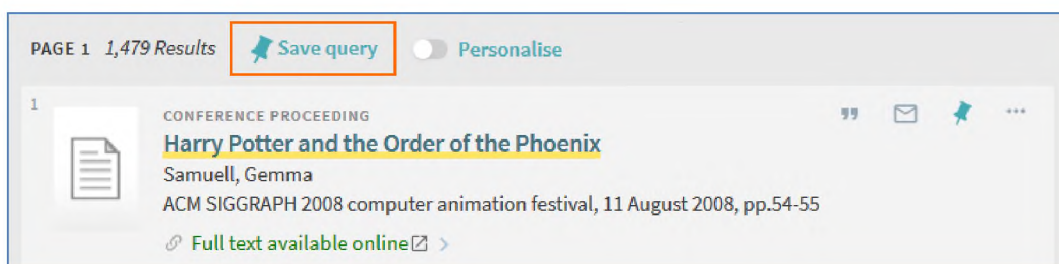 PAGE 1 1,479 Results Save query Personalise
1
CONFERENCE PROCEEDING
Harry Potter and the Order of the Phoenix
Samuell, Gemma
ACM SIGGRAPH 2008 computer animation festival, 11 August 2008, pp.54-55
Full text available online